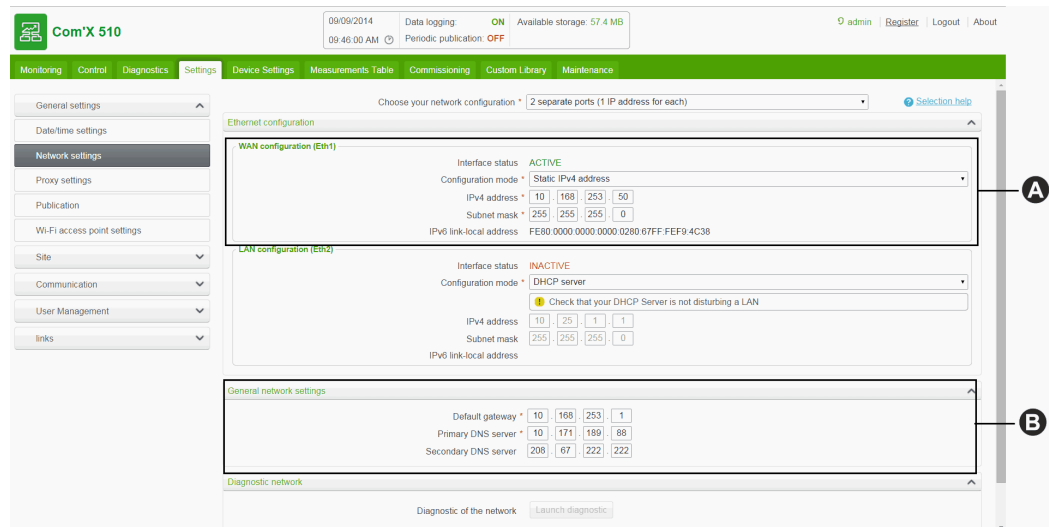 Com'X 510
09/09/2014
09:46:00 AM
Data logging: ON
Periodic publication: OFF
Available storage: 57.4 MB
admin Register Logout About
Monitoring Control Diagnostics Settings Device Settings Measurements Table Commissioning Custom Library Maintenance
General settings
Date/time settings
Network settings
Proxy settings
Publication
Wi-Fi access point settings
Site
Communication
User Management
links
Choose your network configuration * 2 separate ports (1 IP address for each)
? Selection help
Ethernet configuration
WAN configuration (Eth1)
Interface status ACTIVE
Configuration mode * Static IPv4 address
IPv4 address * 10 . 168 . 253 . 50
Subnet mask * 255 . 255 . 255 . 0
IPv6 link-local address FE80:0000:0000:0000:0280:67FF:FEF9:4C38
A
LAN configuration (Eth2)
Interface status INACTIVE
Configuration mode * DHCP server
! Check that your DHCP Server is not disturbing a LAN
IPv4 address 10 . 25 . 1 . 1
Subnet mask 255 . 255 . 255 . 0
IPv6 link-local address
General network settings
Default gateway * 10 . 168 . 253 . 1
Primary DNS server * 10 . 171 . 189 . 88
Secondary DNS server 208 . 67 . 222 . 222
B
Diagnostic network
Diagnostic of the network Launch diagnostic